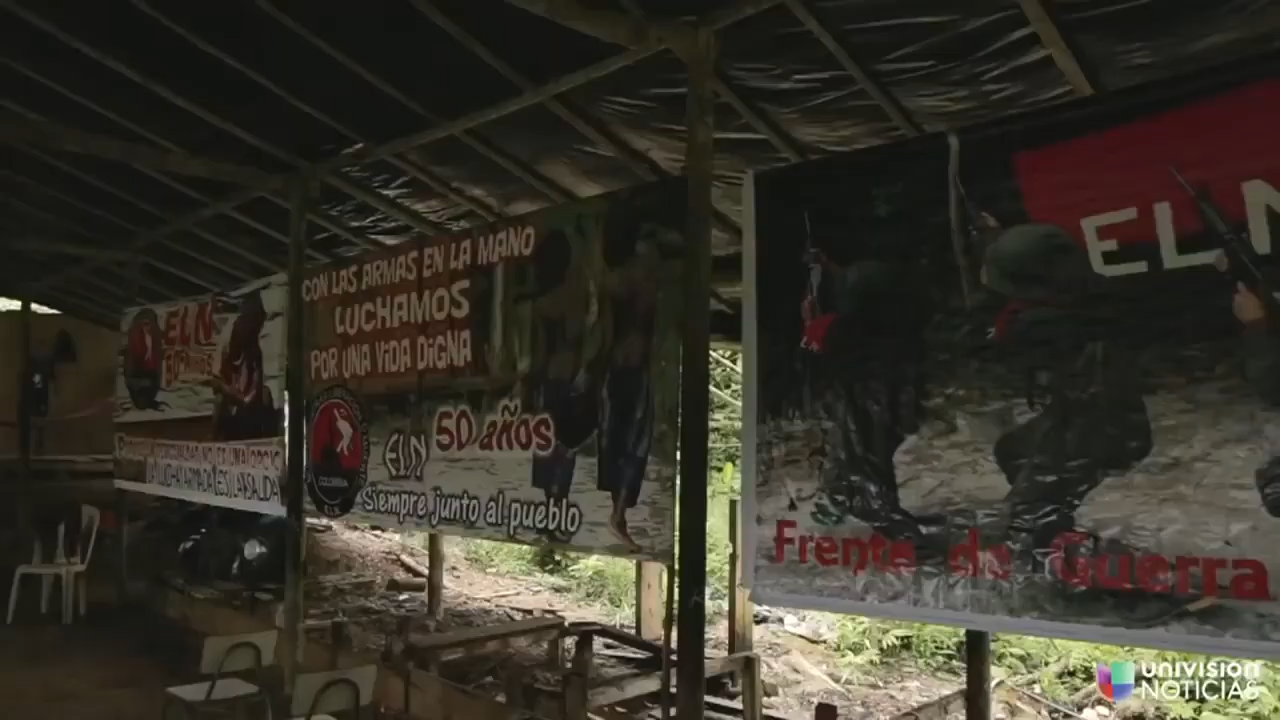 ELN
CON LAS ARMAS EN LA MANO
LUCHAMOS
POR UNA VIDA DIGNA
COLOMBIA
ELN 50 años
Siempre junto al pueblo
ELN
Frente de Guerra
UNIVISION
NOTICIAS